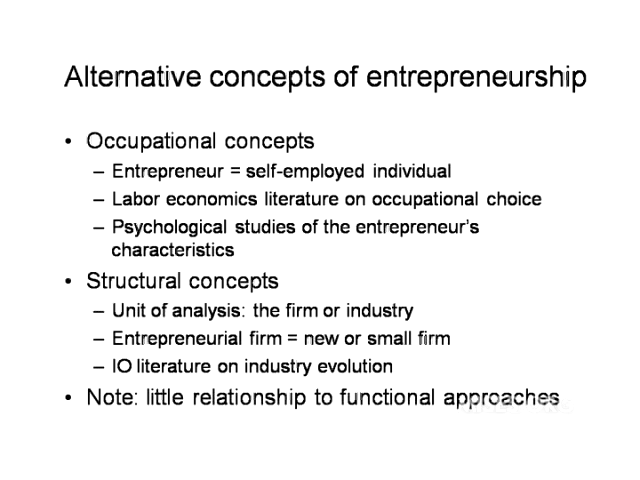 Alternative concepts of entrepreneurship
• Occupational concepts
– Entrepreneur = self-employed individual
– Labor economics literature on occupational choice
– Psychological studies of the entrepreneur's
characteristics
• Structural concepts
– Unit of analysis: the firm or industry
– Entrepreneurial firm = new or small firm
– IO literature on industry evolution
• Note: little relationship to functional approaches